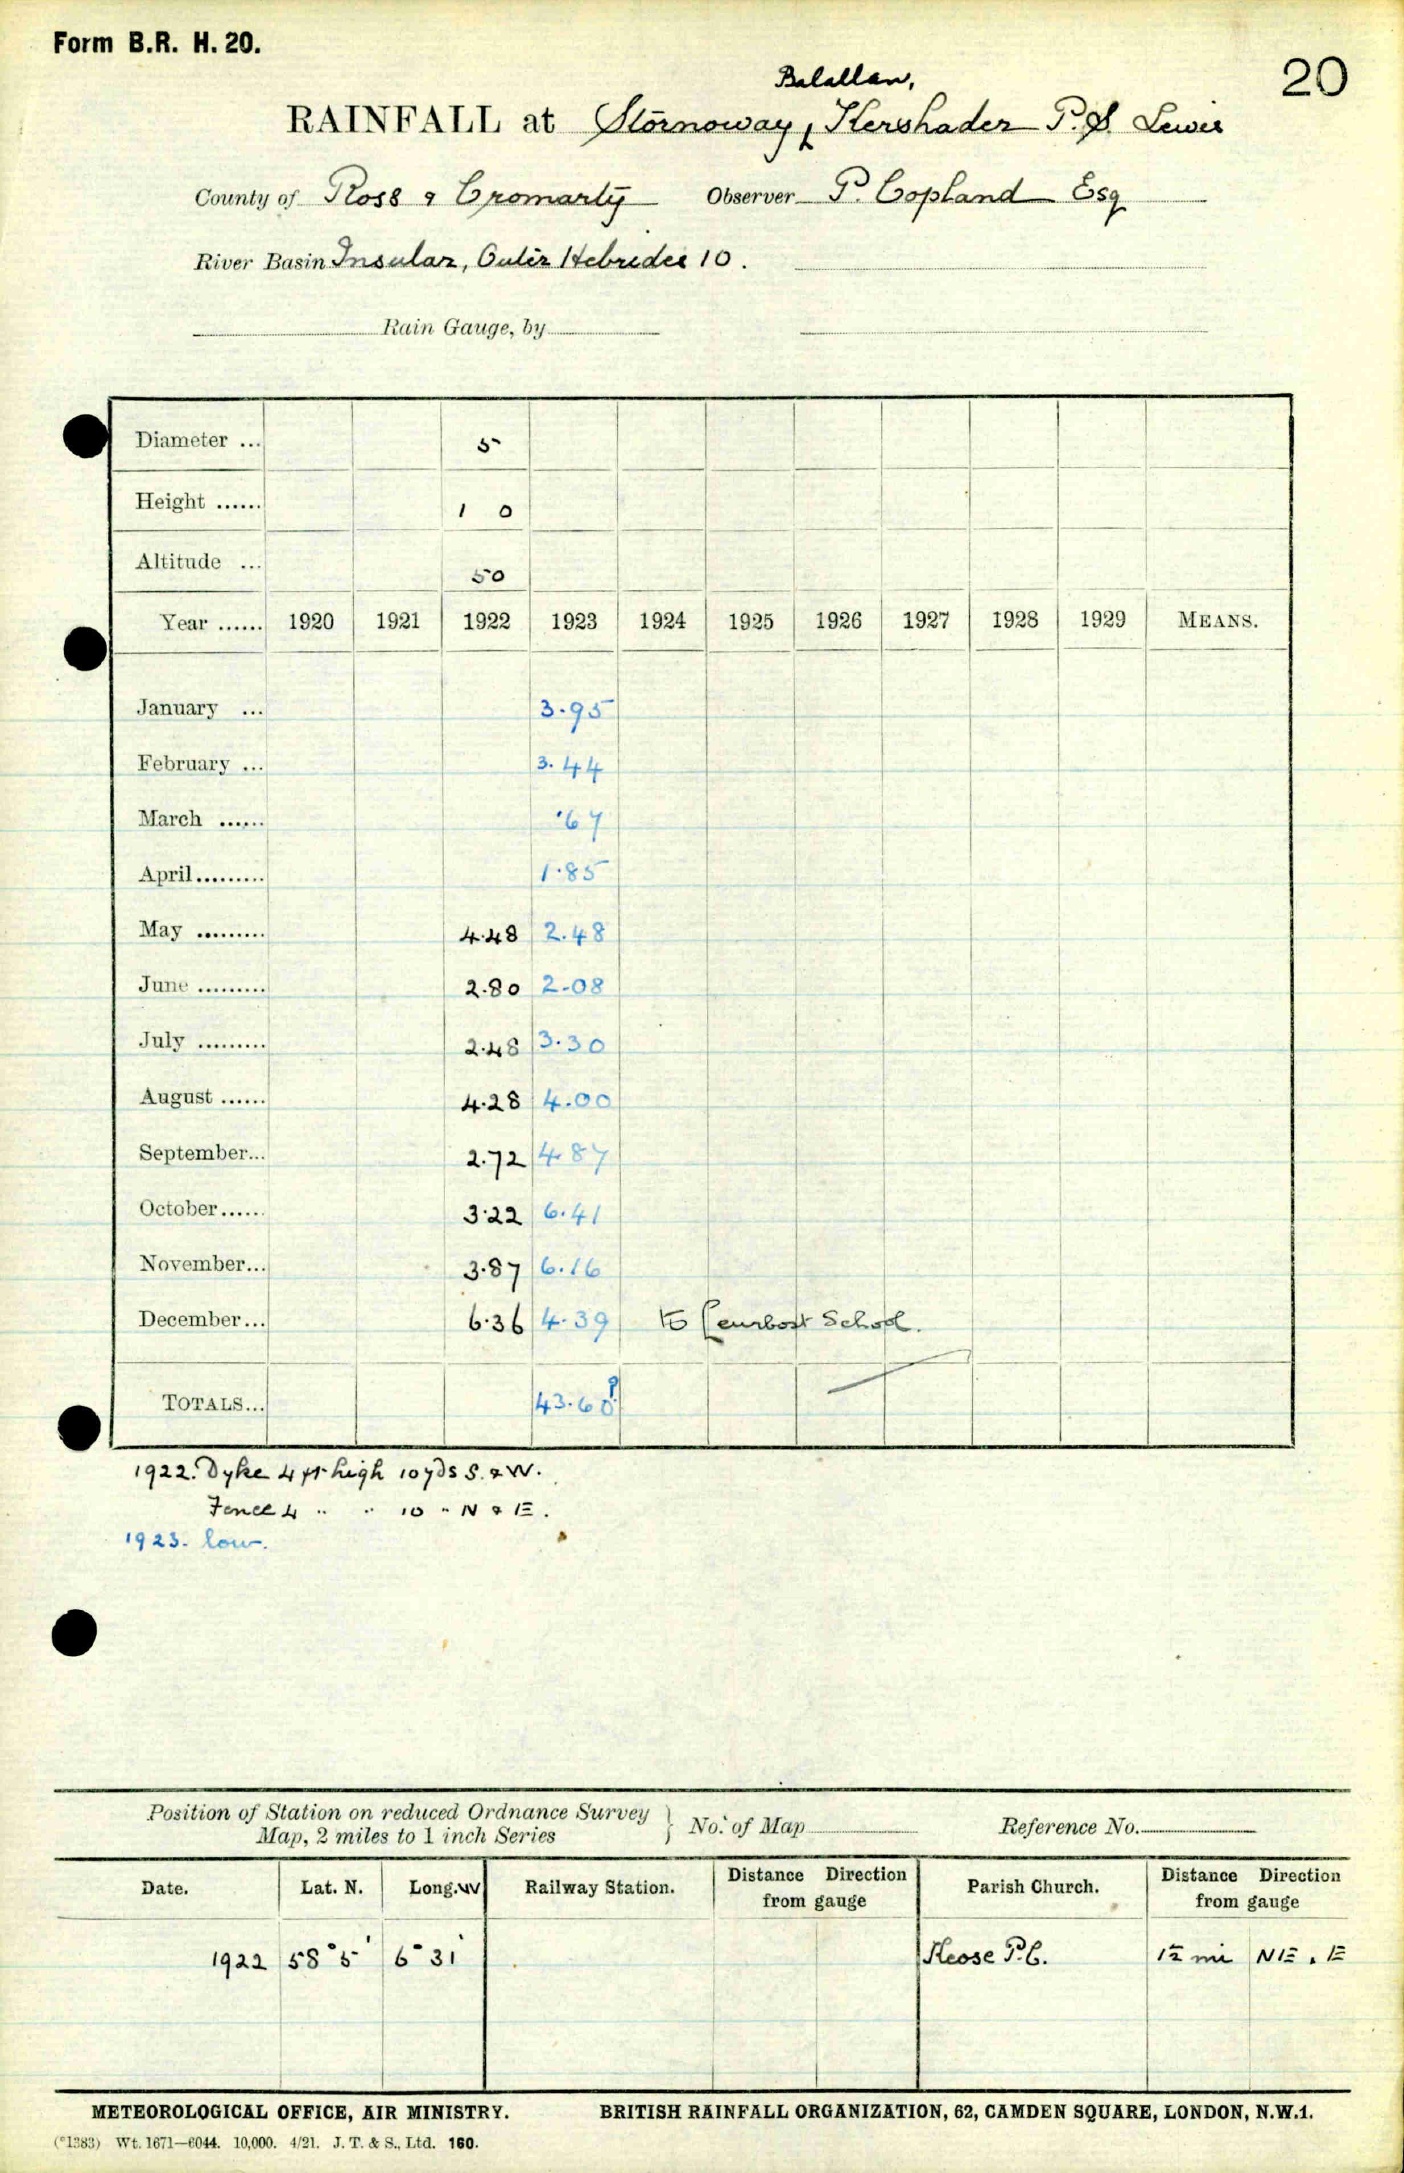 Form B.R. H. 20.
20
Balallan,
RAINFALL at Stornoway, Kershader P.S. Lewis
County of Ross & Cromarty Observer P. Copland Esq
River Basin Insular, Outer Hebrides 10.
Rain Gauge, by
Diameter ... 5
Height ...... 1 0
Altitude ... 50
Year ...... 1920 1921 1922 1923 1924 1925 1926 1927 1928 1929 MEANS.
January ... 3.95
February ... 3.44
March ...... .67
April......... 1.85
May ......... 4.48 2.48
June ......... 2.80 2.08
July ......... 2.48 3.30
August ...... 4.28 4.00
September... 2.72 4.87
October...... 3.22 6.41
November... 3.87 6.16
December... 6.36 4.39 to Leurbost School.
TOTALS... 43.60?
1922. Dyke 4 ft high 10 yds S. & W.
Fence 4 " " 10 " N & E.
1923. low.
Position of Station on reduced Ordnance Survey
Map, 2 miles to 1 inch Series } No. of Map Reference No.
Date. Lat. N. Long. W Railway Station. Distance Direction from gauge Parish Church. Distance Direction from gauge
1922 58° 5' 6° 31' Keose P.C. 1½ mi NE. E
METEOROLOGICAL OFFICE, AIR MINISTRY. BRITISH RAINFALL ORGANIZATION, 62, CAMDEN SQUARE, LONDON, N.W.1.
(*1383) Wt. 1671—6044. 10,000. 4/21. J. T. & S., Ltd. 160.